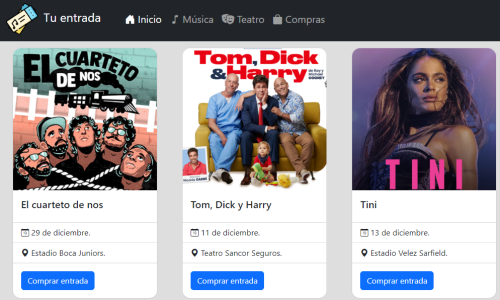 Tu entrada
Inicio
Música
Teatro
Compras
EL CUARTETO
DE NOS
Tom, Dick
& Harry
TINI
El cuarteto de nos
29 de diciembre.
Estadio Boca Juniors.
Comprar entrada
Tom, Dick y Harry
11 de diciembre.
Teatro Sancor Seguros.
Comprar entrada
Tini
13 de diciembre.
Estadio Velez Sarfield.
Comprar entrada